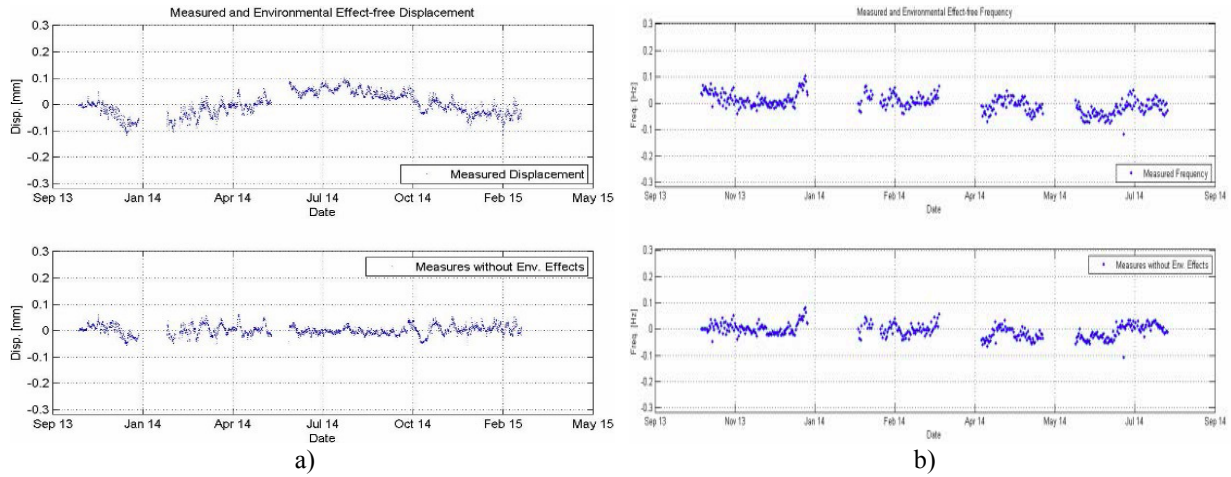 Measured and Environmental Effect-free Displacement
0.3
0.2
0.1
0
-0.1
-0.2
-0.3
Disp. [mm]
Measured Displacement
Sep 13 Jan 14 Apr 14 Jul 14 Oct 14 Feb 15 May 15
Date
0.3
0.2
0.1
0
-0.1
-0.2
-0.3
Disp. [mm]
Measures without Env. Effects
Sep 13 Jan 14 Apr 14 Jul 14 Oct 14 Feb 15 May 15
Date
a)
Measured and Environmental Effect-free Frequency
0.3
0.2
0.1
0
-0.1
-0.2
-0.3
Freq. [Hz]
Measured Frequency
Sep 13 Nov 13 Jan 14 Feb 14 Apr 14 May 14 Jul 14 Sep 14
Date
0.3
0.2
0.1
0
-0.1
-0.2
-0.3
Freq. [Hz]
Measures without Env. Effects
Sep 13 Nov 13 Jan 14 Feb 14 Apr 14 May 14 Jul 14 Sep 14
Date
b)